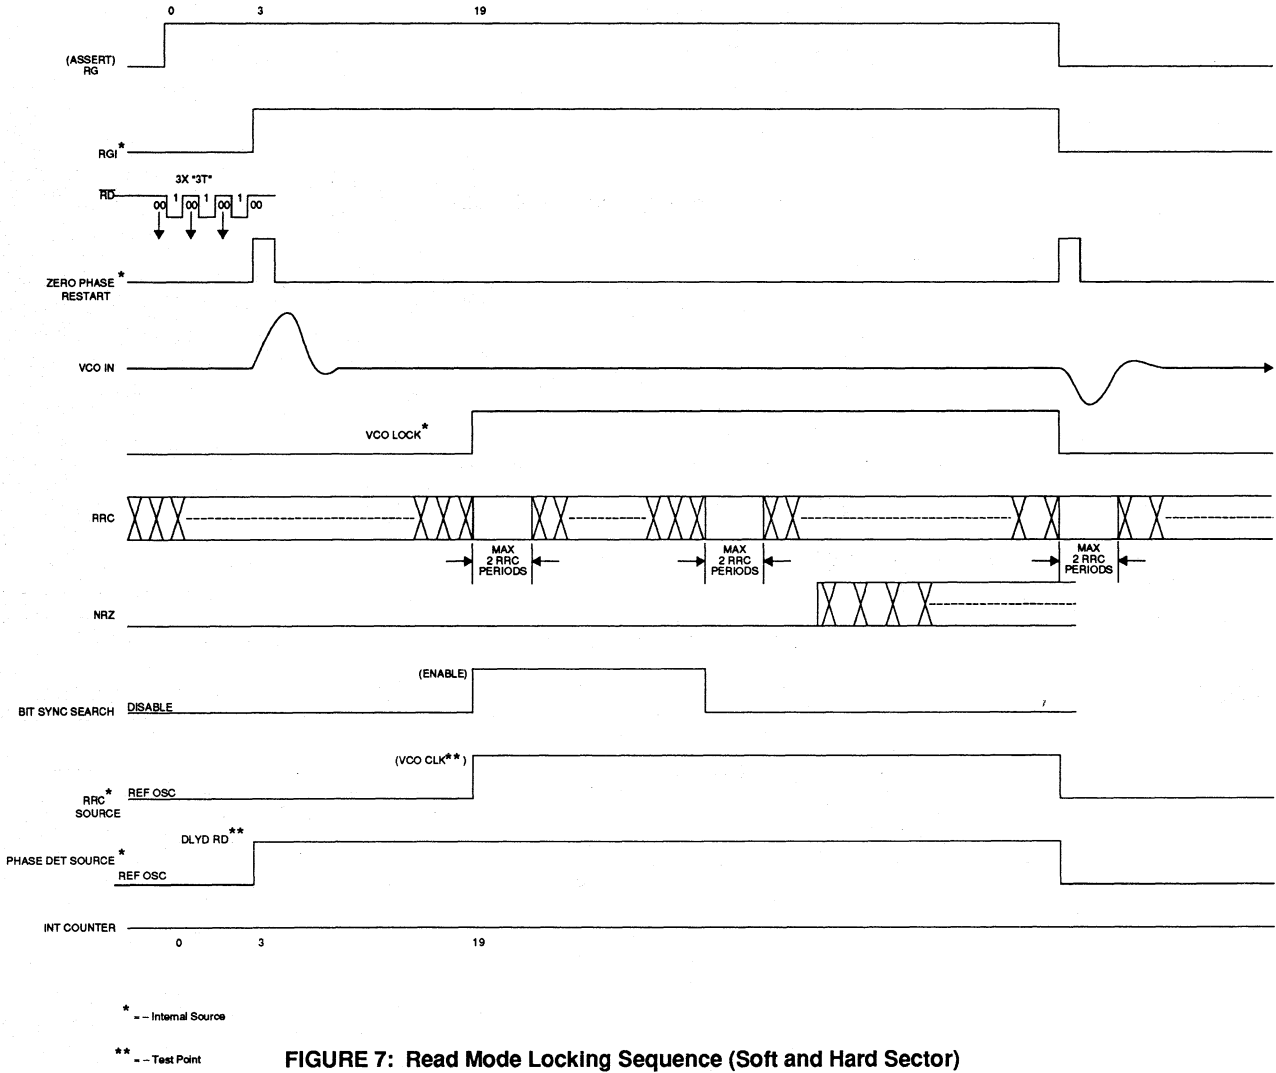 0 3 19
(ASSERT)
RG
RGI*
3X "3T"
RD 00 1 00 1 00 1 00
ZERO PHASE *
RESTART
VCO IN
VCO LOCK*
RRC
MAX
2 RRC
PERIODS
MAX
2 RRC
PERIODS
MAX
2 RRC
PERIODS
NRZ
(ENABLE)
BIT SYNC SEARCH DISABLE
(VCO CLK**)
RRC* REF OSC
SOURCE
DLYD RD**
PHASE DET SOURCE*
REF OSC
INT COUNTER
0 3 19
* = – Internal Source
** = – Test Point
FIGURE 7: Read Mode Locking Sequence (Soft and Hard Sector)